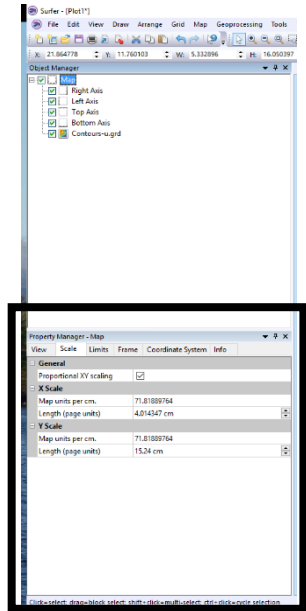 Surfer - [Plot1*]
File Edit View Draw Arrange Grid Map Geoprocessing Tools
X: 21.864778 Y: 11.760103 W: 5.332896 H: 16.050397
Object Manager
Map
Right Axis
Left Axis
Top Axis
Bottom Axis
Contours-u.grd
Property Manager - Map
View Scale Limits Frame Coordinate System Info
General
Proportional XY scaling
X Scale
Map units per cm. 71.81889764
Length (page units) 4.014347 cm
Y Scale
Map units per cm. 71.81889764
Length (page units) 15.24 cm
Click=select; drag=block select; shift+click=multi-select; ctrl+click=cycle selection